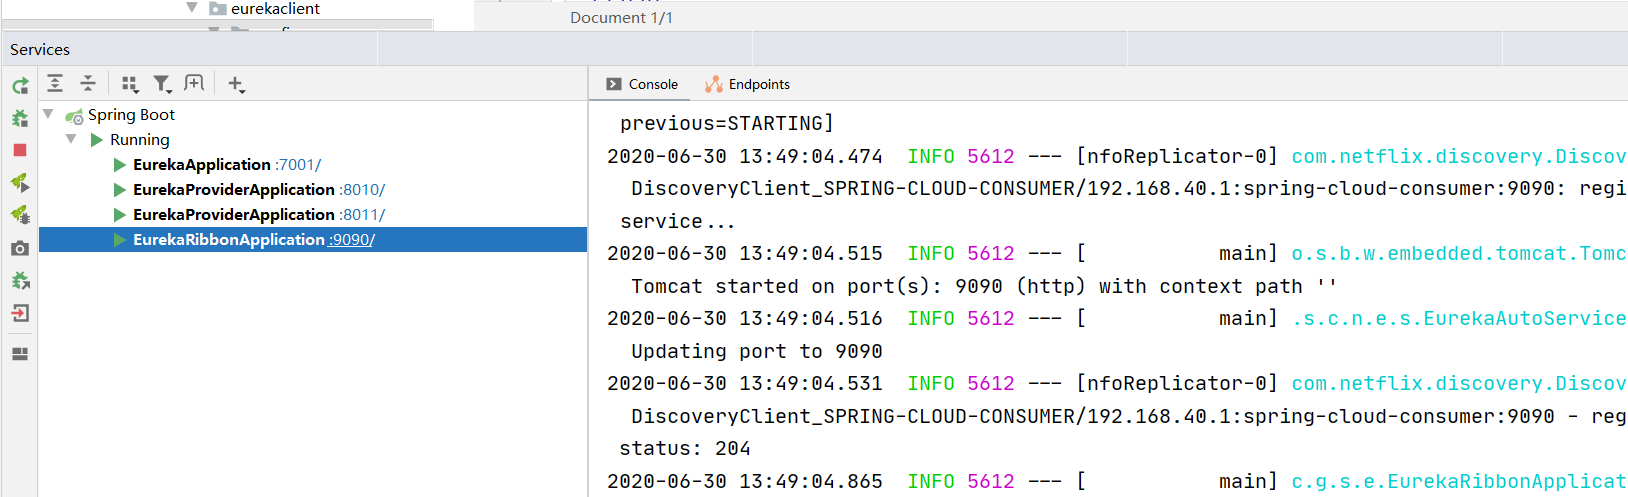 eurekaclient
Document 1/1
Services
Console
Endpoints
Spring Boot
Running
EurekaApplication :7001/
EurekaProviderApplication :8010/
EurekaProviderApplication :8011/
EurekaRibbonApplication :9090/
previous=STARTING]
2020-06-30 13:49:04.474  INFO 5612 --- [nfoReplicator-0] com.netflix.discovery.Discov
DiscoveryClient_SPRING-CLOUD-CONSUMER/192.168.40.1:spring-cloud-consumer:9090: regi
service...
2020-06-30 13:49:04.515  INFO 5612 --- [           main] o.s.b.w.embedded.tomcat.Tomc
Tomcat started on port(s): 9090 (http) with context path ''
2020-06-30 13:49:04.516  INFO 5612 --- [           main] .s.c.n.e.s.EurekaAutoService
Updating port to 9090
2020-06-30 13:49:04.531  INFO 5612 --- [nfoReplicator-0] com.netflix.discovery.Discov
DiscoveryClient_SPRING-CLOUD-CONSUMER/192.168.40.1:spring-cloud-consumer:9090 - reg
status: 204
2020-06-30 13:49:04.865  INFO 5612 --- [           main] c.g.s.e.EurekaRibbonApplicat